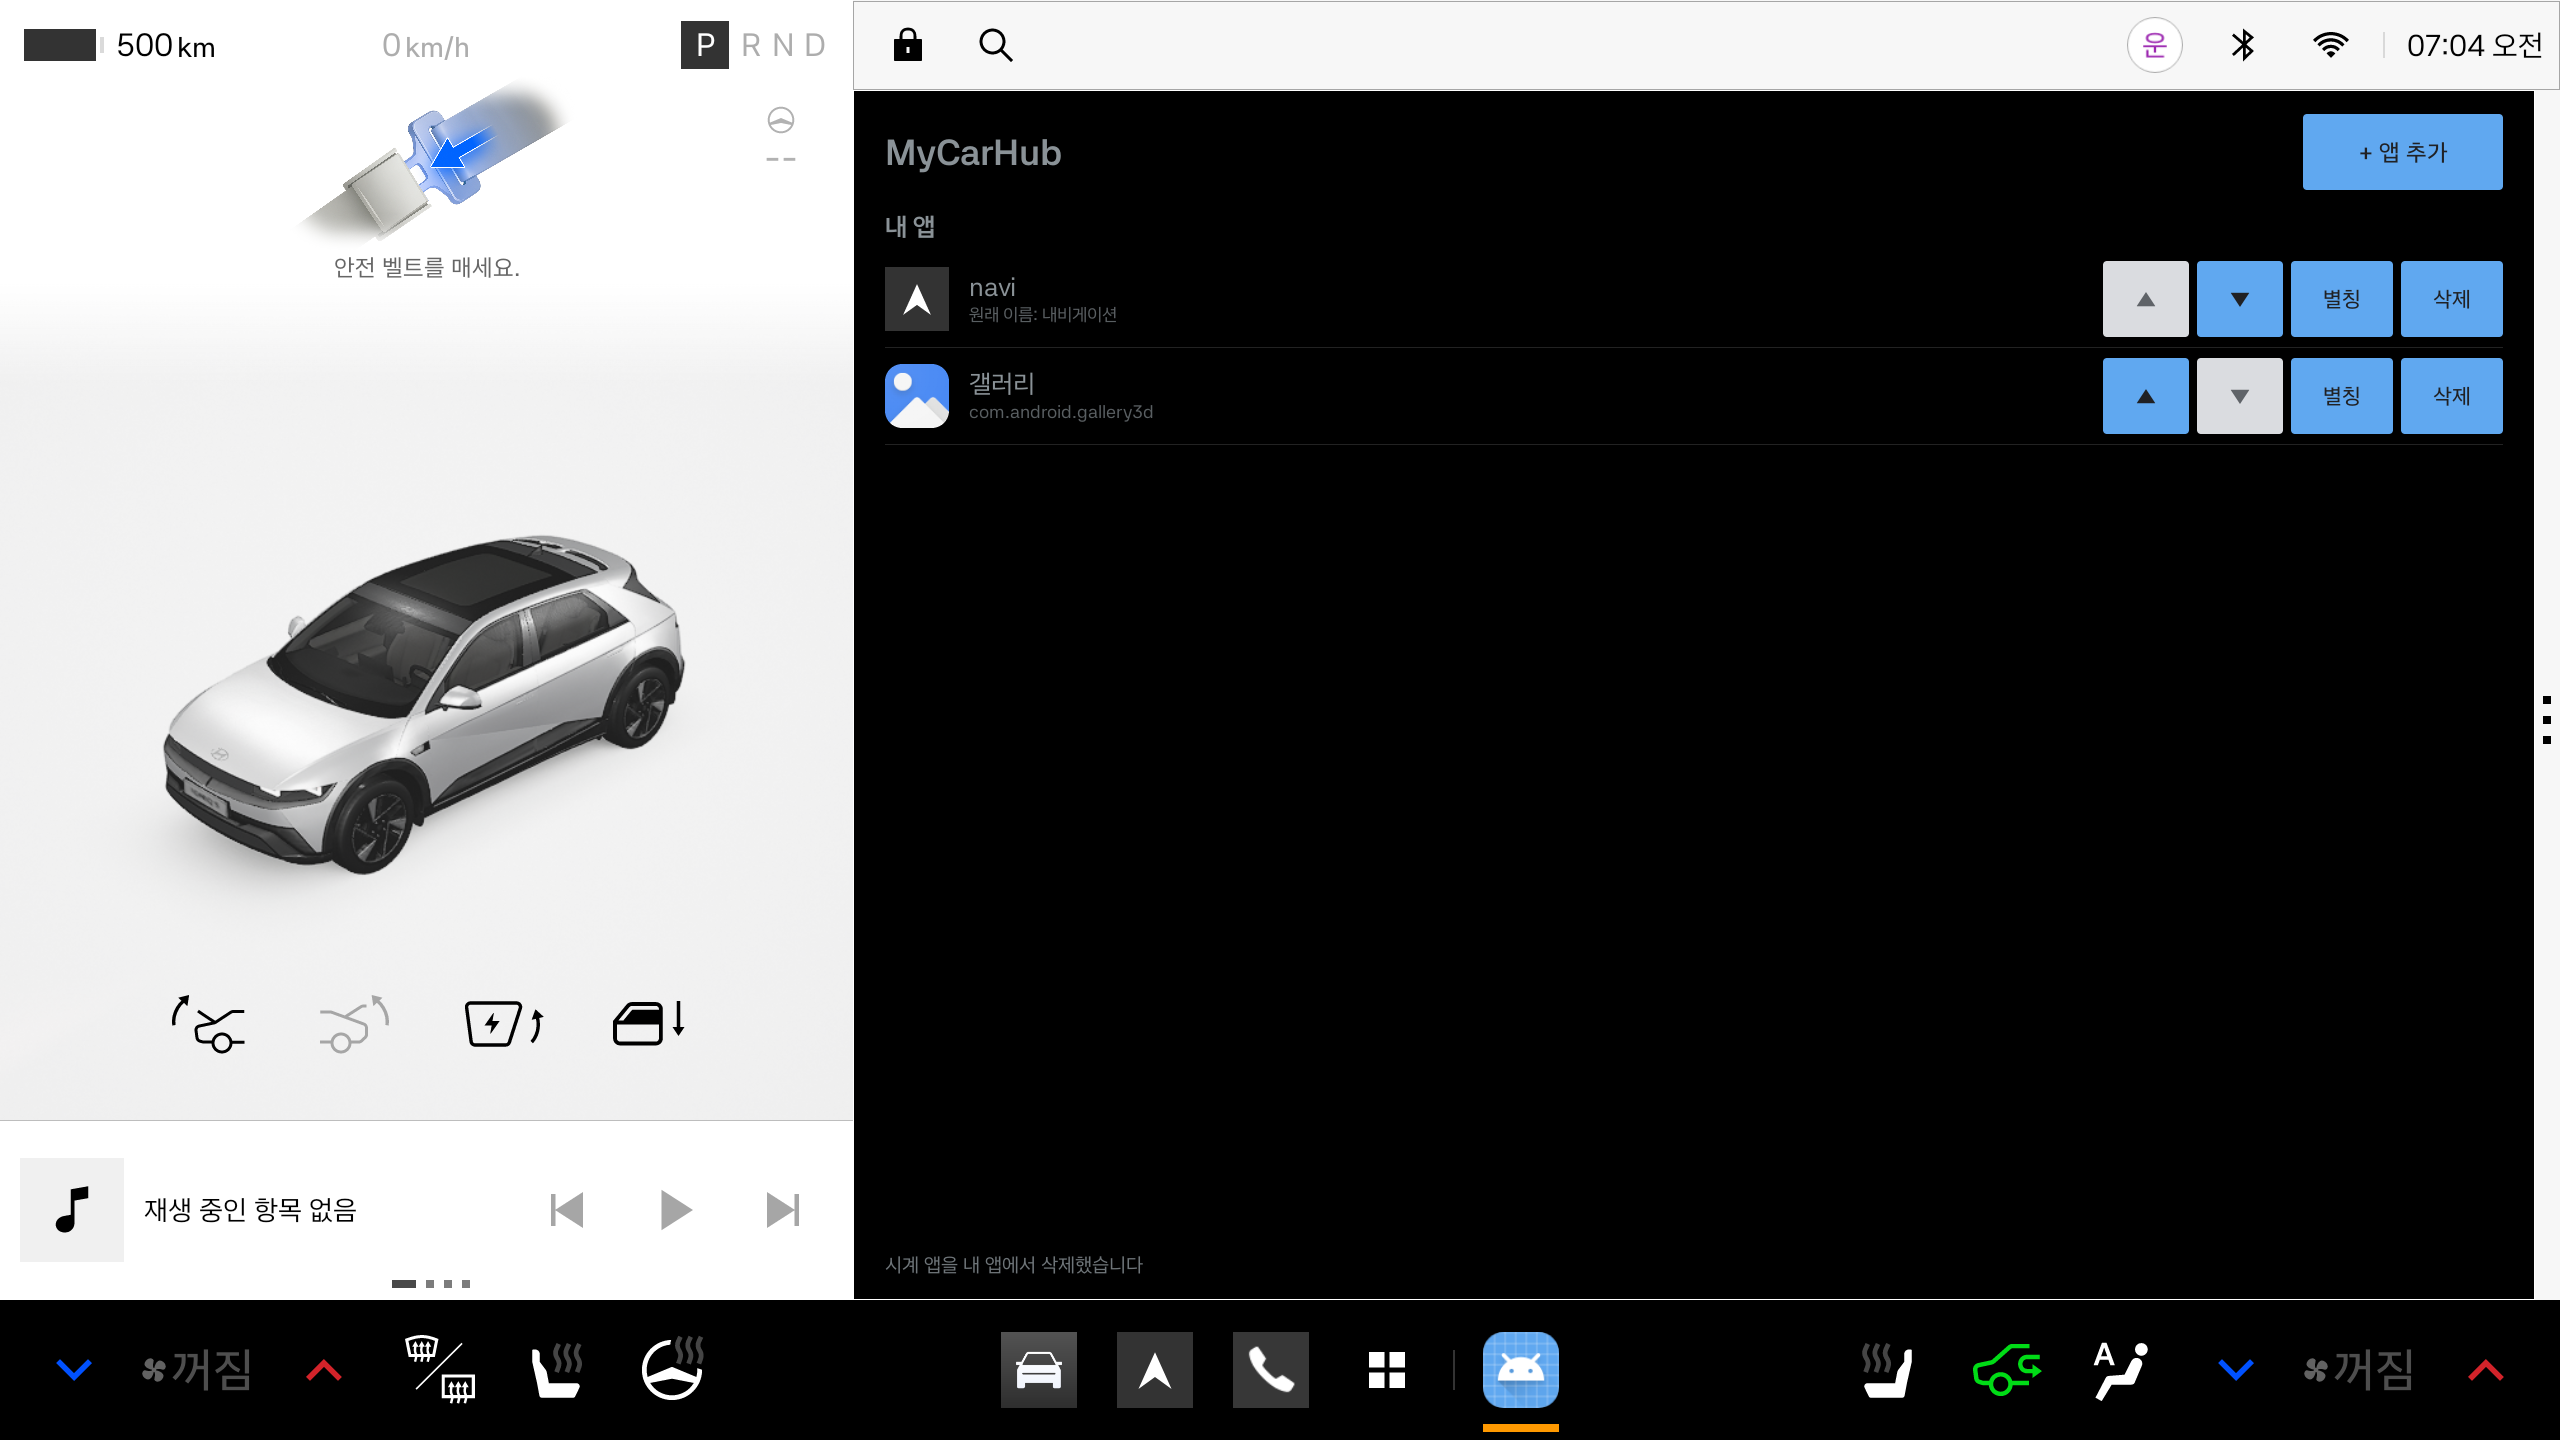 500 km
0 km/h
P R N D
운
07:04 오전
안전 벨트를 매세요.
MyCarHub
+ 앱 추가
내 앱
navi
원래 이름: 내비게이션
▲ ▼ 별칭 삭제
갤러리
com.android.gallery3d
▲ ▼ 별칭 삭제
재생 중인 항목 없음
시계 앱을 내 앱에서 삭제했습니다
꺼짐
A
꺼짐